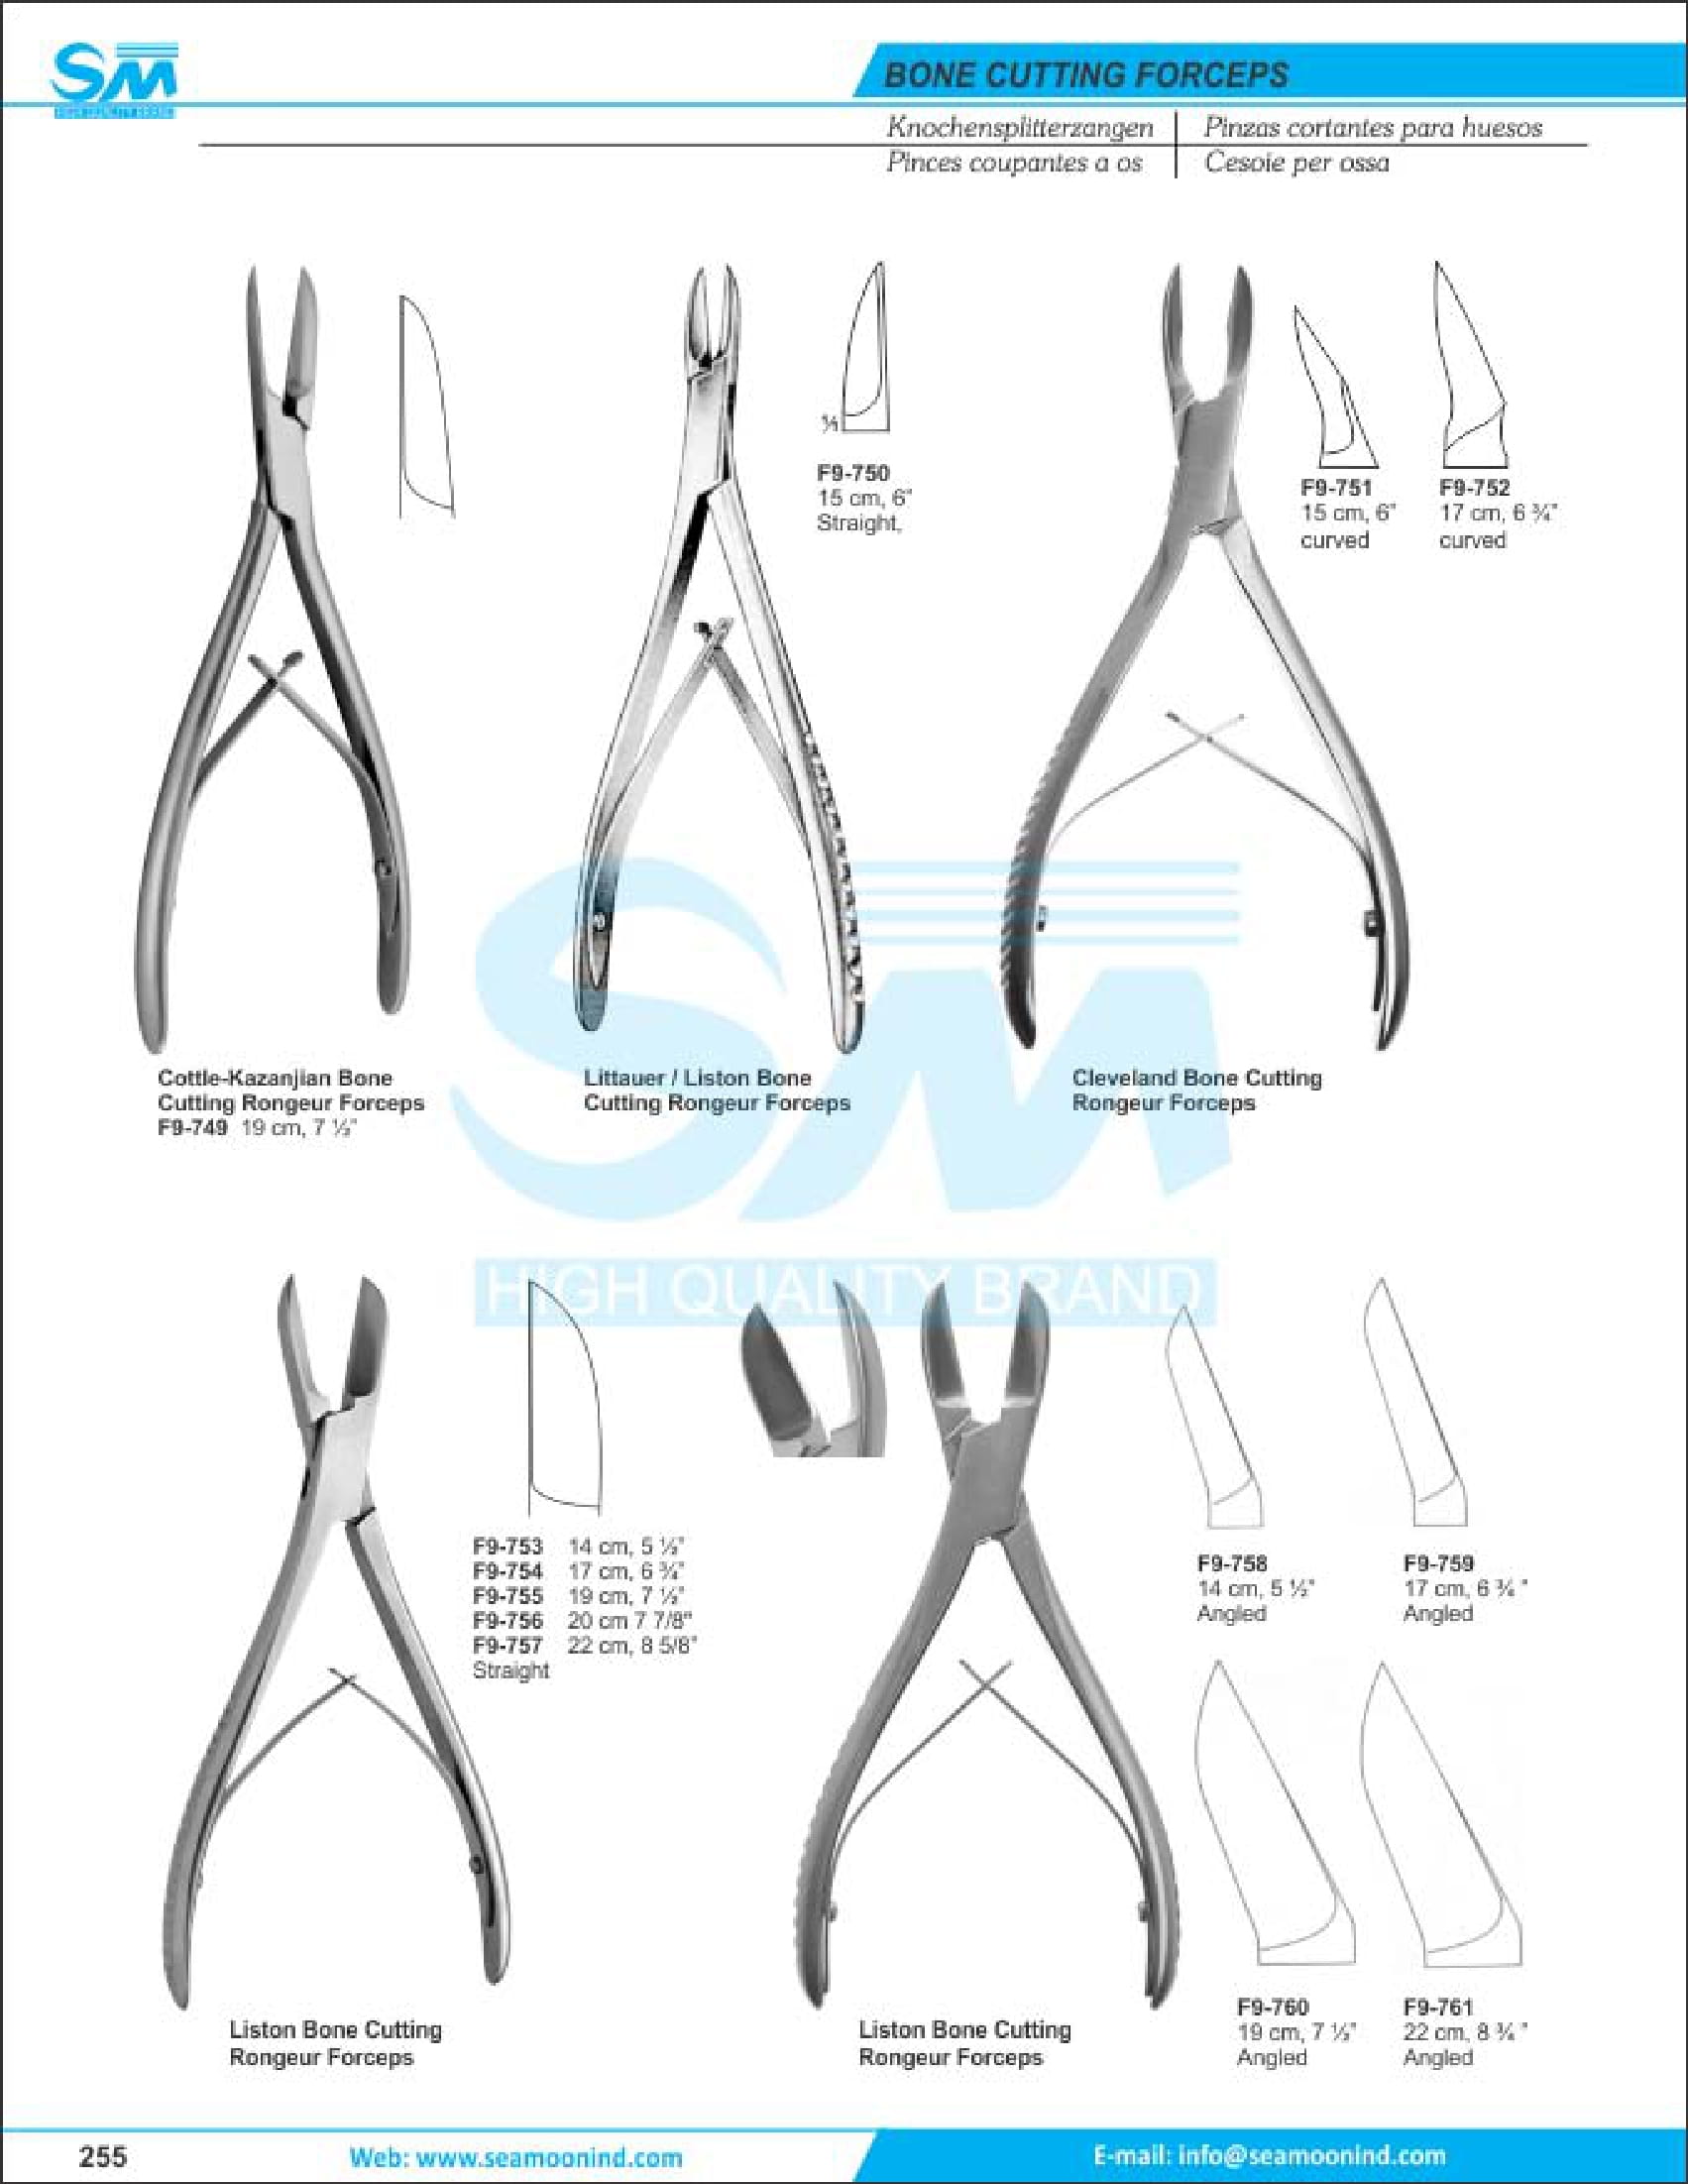 SM
BONE CUTTING FORCEPS
Knochensplitterzangen
Pinzas cortantes para huesos
Pinces coupantes a os
Cesoie per ossa
F9-750
15 cm, 6"
Straight,
F9-751
15 cm, 6"
curved
F9-752
17 cm, 6 ¾"
curved
Cottle-Kazanjian Bone
Cutting Rongeur Forceps
F9-749 19 cm, 7 ½"
Littauer / Liston Bone
Cutting Rongeur Forceps
Cleveland Bone Cutting
Rongeur Forceps
SM
HIGH QUALITY BRAND
F9-753 14 cm, 5 ½"
F9-754 17 cm, 6 ¾"
F9-755 19 cm, 7 ½"
F9-756 20 cm 7 7/8"
F9-757 22 cm, 8 5/8"
Straight
F9-758
14 cm, 5 ½"
Angled
F9-759
17 cm, 6 ¾ "
Angled
Liston Bone Cutting
Rongeur Forceps
Liston Bone Cutting
Rongeur Forceps
F9-760
19 cm, 7 ½"
Angled
F9-761
22 cm, 8 ¾ "
Angled
255
Web: www.seamoonind.com
E-mail: info@seamoonind.com